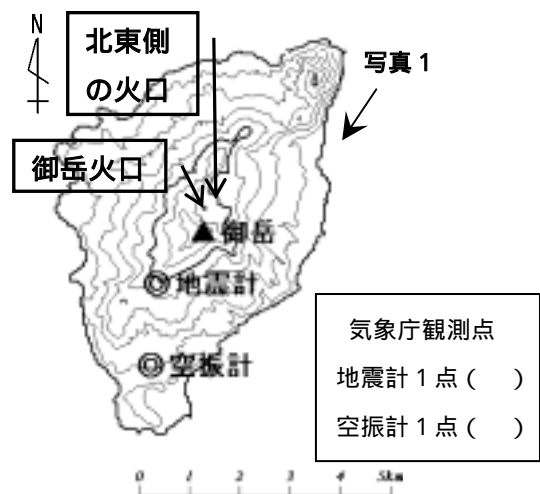 N
北東側
の火口
写真1
御岳火口
▲御岳
◎地震計
◎空振計
気象庁観測点
地震計1点(　)
空振計1点(　)
0 1 2 3 4 5km